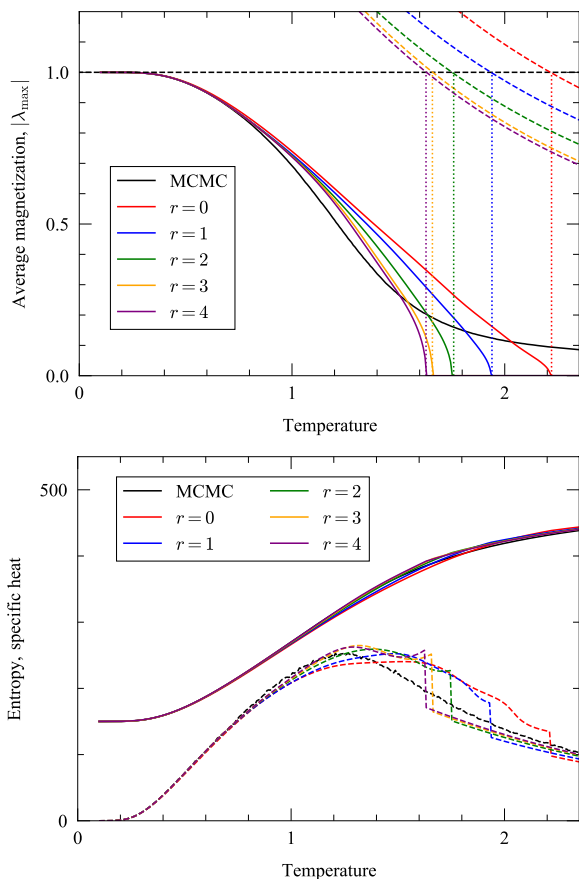 Average magnetization, |λmax|
1.0
0.5
0.0
MCMC
r = 0
r = 1
r = 2
r = 3
r = 4
0 1 2
Temperature
Entropy, specific heat
500
0
MCMC r = 2
r = 0 r = 3
r = 1 r = 4
0 1 2
Temperature